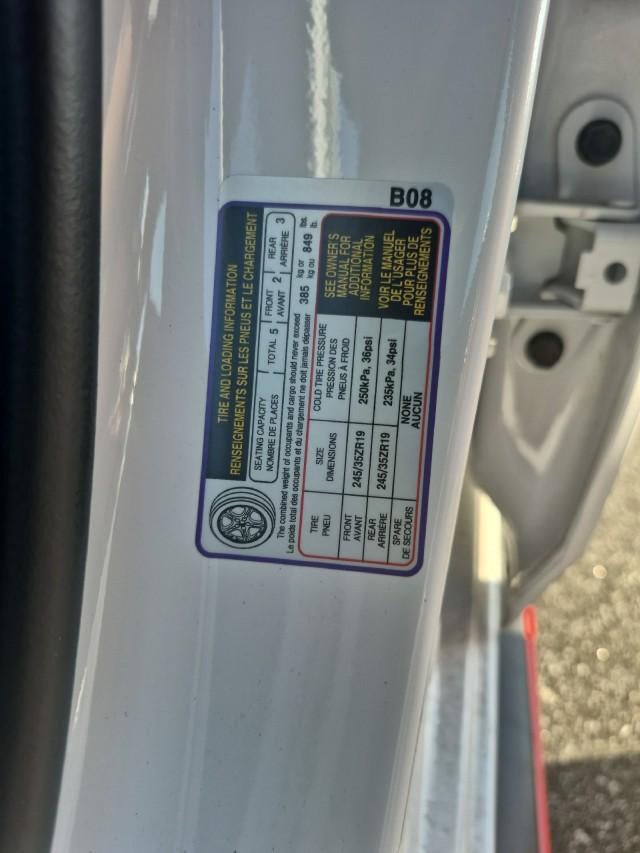 B08
TIRE AND LOADING INFORMATION
RENSEIGNEMENTS SUR LES PNEUS ET LE CHARGEMENT
SEATING CAPACITY
NOMBRE DE PLACES
TOTAL 5
FRONT
AVANT 2
REAR
ARRIÈRE 3
The combined weight of occupants and cargo should never exceed
Le poids total des occupants et du chargement ne doit jamais dépasser
385 kg or 849 lbs.
kg ou lb.
TIRE
PNEU
SIZE
DIMENSIONS
COLD TIRE PRESSURE
PRESSION DES
PNEUS À FROID
FRONT
AVANT
245/35ZR19
250kPa, 36psi
REAR
ARRIÈRE
245/35ZR19
235kPa, 34psi
SPARE
DE SECOURS
NONE
AUCUN
SEE OWNER'S
MANUAL FOR
ADDITIONAL
INFORMATION
VOIR LE MANUEL
DE L'USAGER
POUR PLUS DE
RENSEIGNEMENTS